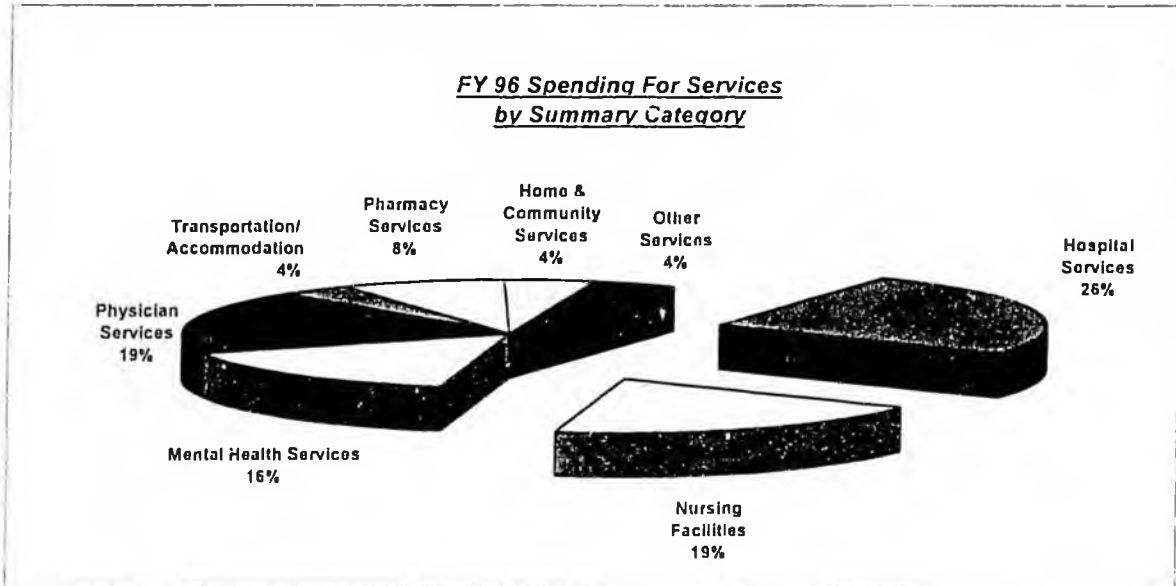 FY 96 Spending For Services
by Summary Category
Home &
Community
Services
4%
Pharmacy
Services
8%
Other
Services
4%
Transportation/
Accommodation
4%
Hospital
Services
26%
Physician
Services
19%
Mental Health Services
16%
Nursing
Facilities
19%